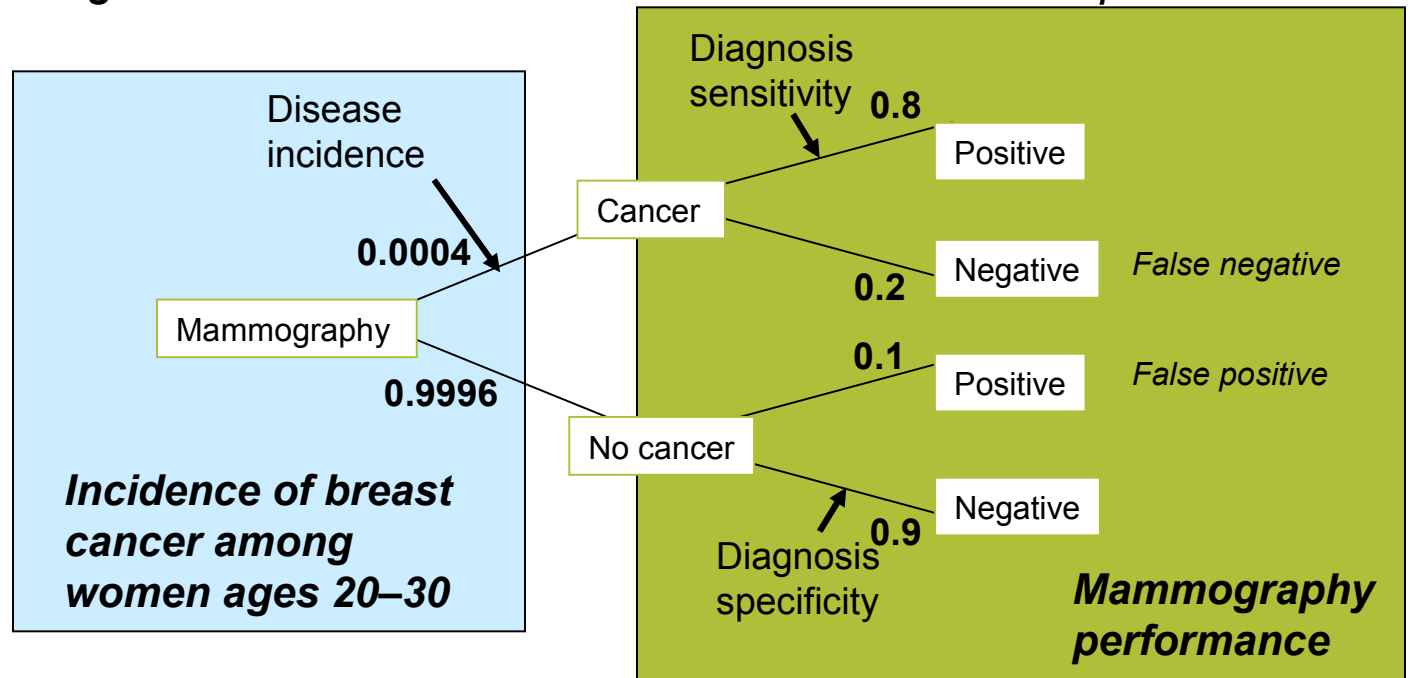 Disease
incidence
0.0004
Mammography
0.9996
Incidence of breast
cancer among
women ages 20–30
Diagnosis
sensitivity
0.8
Positive
Cancer
Negative
False negative
0.2
0.1
Positive
False positive
No cancer
Negative
0.9
Diagnosis
specificity
Mammography
performance